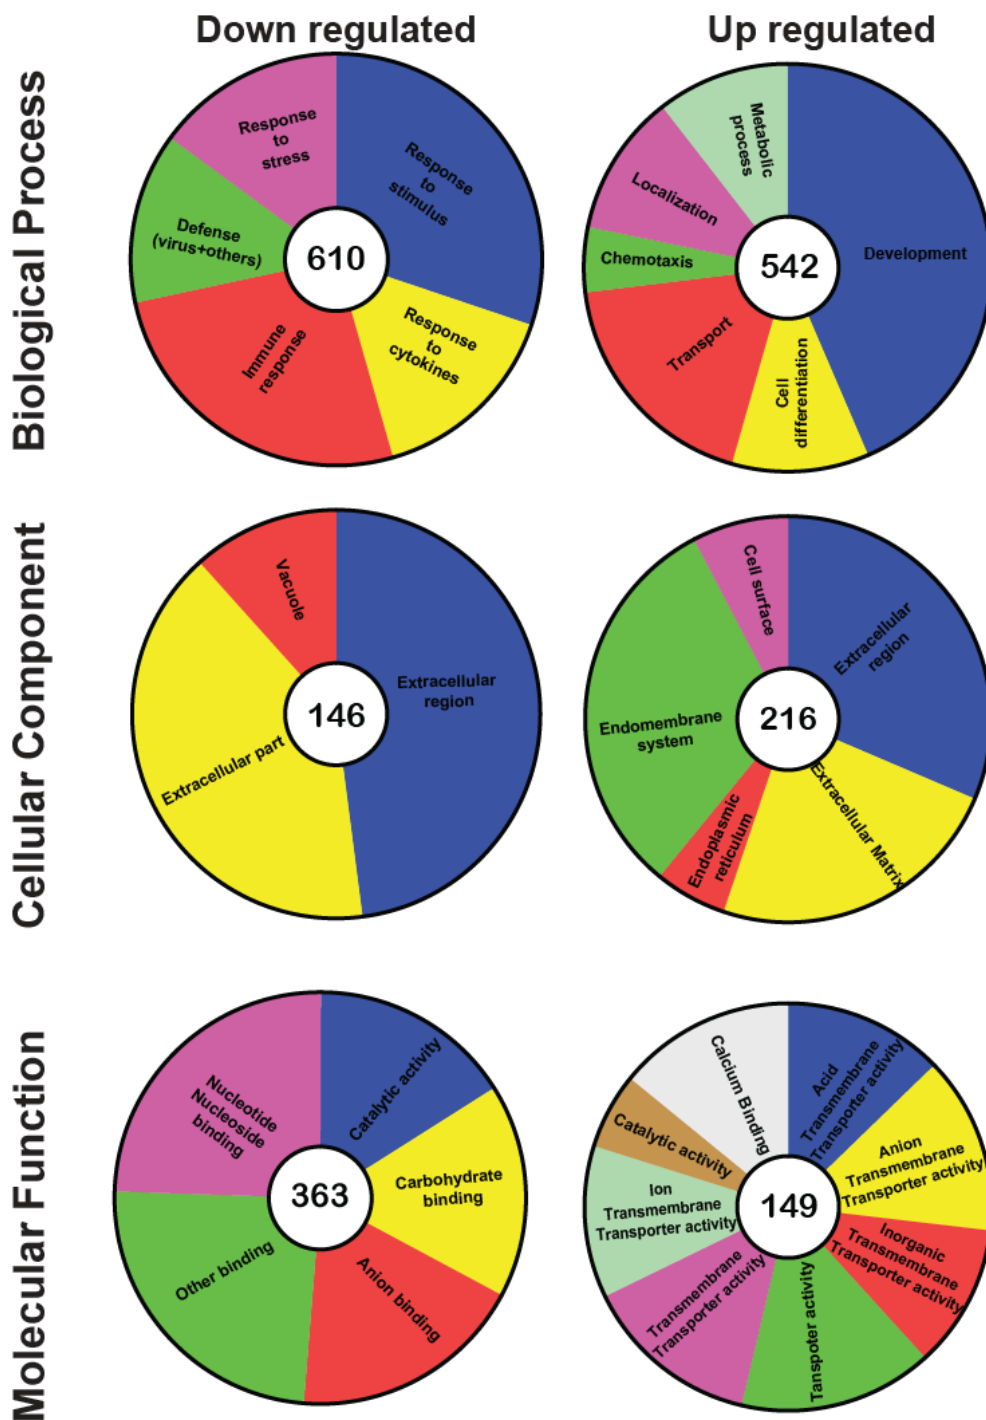 Down regulated
Up regulated
Biological Process
Response
to
stress
Response
to
stimulus
Defense
(virus+others)
610
Response
to
cytokines
Immune
response
Metabolic
process
Localization
Development
Chemotaxis
542
Transport
Cell
differentiation
Cellular Component
Vacuole
Extracellular
region
146
Extracellular part
Cell surface
Extracellular
region
Endomembrane
system
216
Extracellular Matrix
Endoplasmic
reticulum
Molecular Function
Nucleotide
Nucleoside
binding
Catalytic activity
Carbohydrate
binding
363
Other binding
Anion binding
Calcium Binding
Acid
Transmembrane
Transporter activity
Catalytic activity
Anion
Transmembrane
Transporter activity
Ion
Transmembrane
Transporter activity
149
Inorganic
Transmembrane
Transporter activity
Transmembrane
Transporter activity
Tanspoter activity